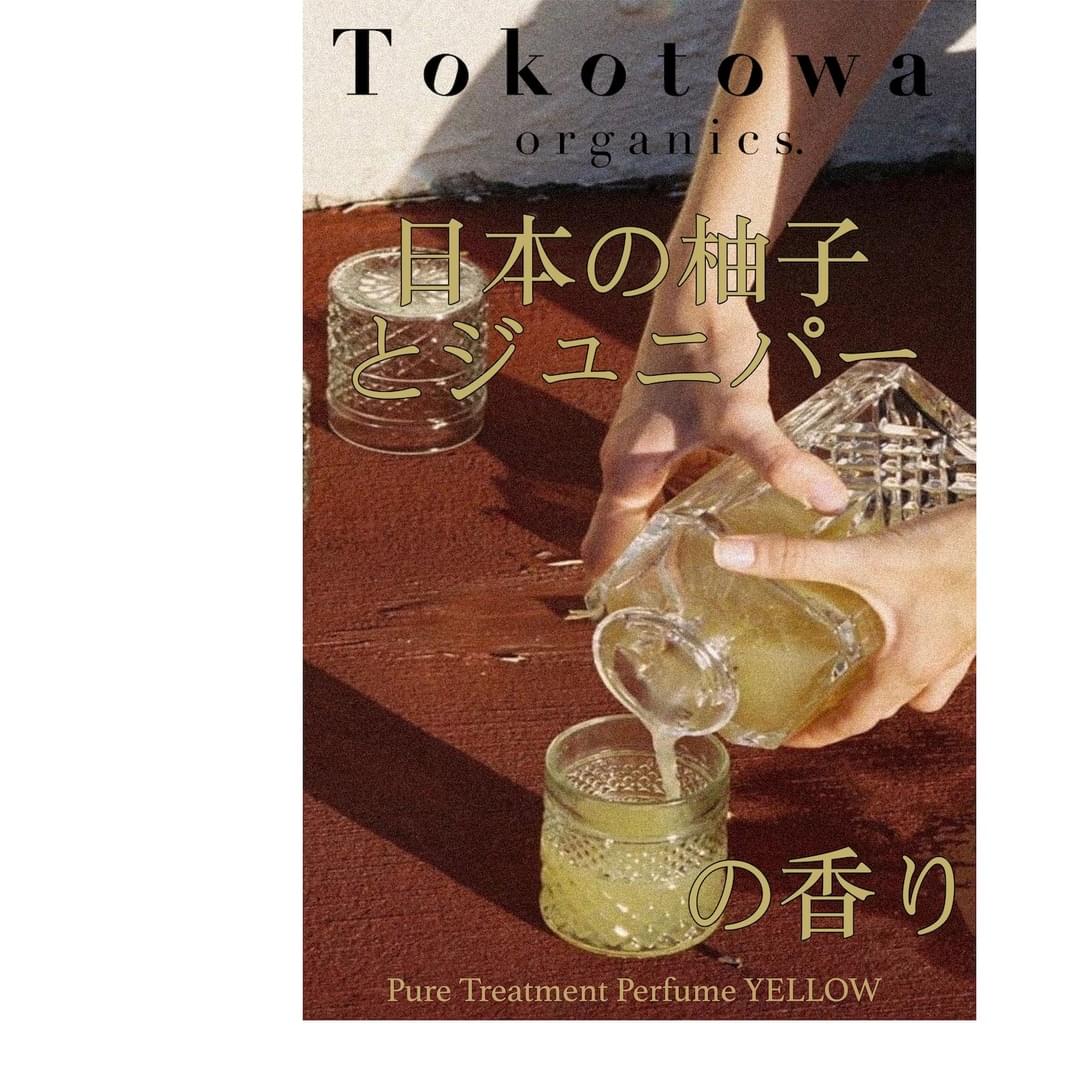 Tokotowa
organics.
日本の柚子
とジュニパー
の香り
Pure Treatment Perfume YELLOW